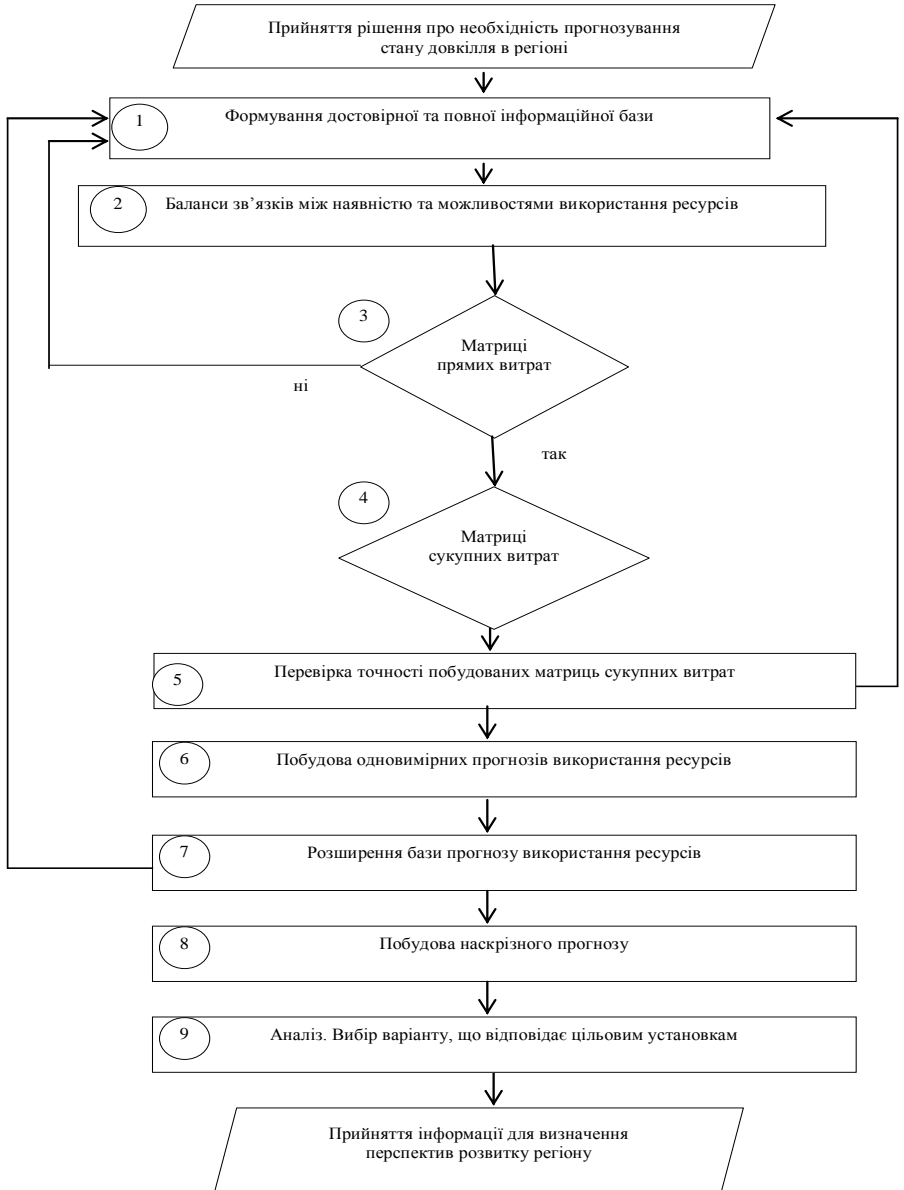 Прийняття рішення про необхідність прогнозування
стану довкілля в регіоні
1
Формування достовірної та повної інформаційної бази
2
Баланси зв’язків між наявністю та можливостями використання ресурсів
3
Матриці
прямих витрат
ні
так
4
Матриці
сукупних витрат
5
Перевірка точності побудованих матриць сукупних витрат
6
Побудова одновимірних прогнозів використання ресурсів
7
Розширення бази прогнозу використання ресурсів
8
Побудова наскрізного прогнозу
9
Аналіз. Вибір варіанту, що відповідає цільовим установкам
Прийняття інформації для визначення
перспектив розвитку регіону